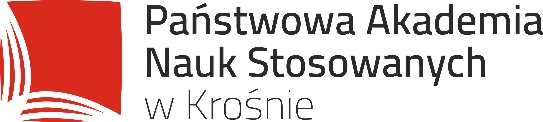 Państwowa Akademia
Nauk Stosowanych
w Krośnie